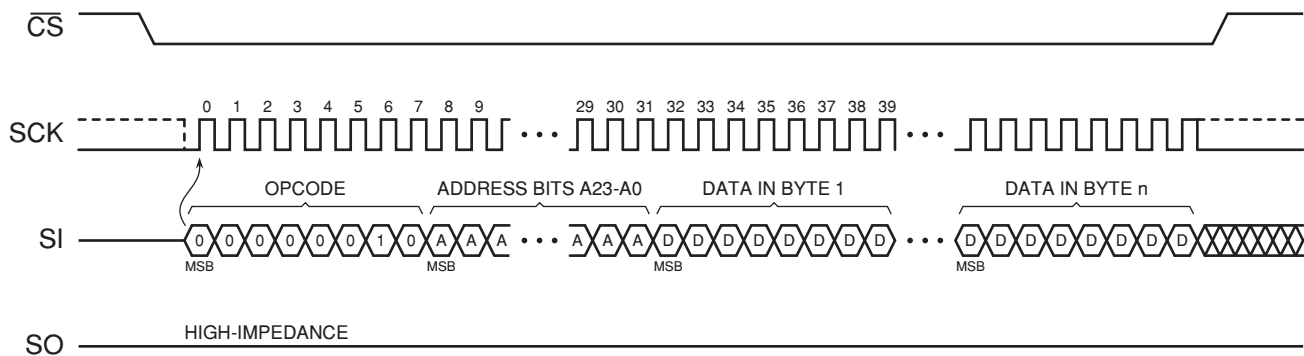 CS
0 1 2 3 4 5 6 7 8 9 29 30 31 32 33 34 35 36 37 38 39
SCK
OPCODE ADDRESS BITS A23-A0 DATA IN BYTE 1 DATA IN BYTE n
SI 0 0 0 0 0 0 1 0 A A A A A A D D D D D D D D D D D D D D D D
MSB MSB MSB MSB
HIGH-IMPEDANCE
SO